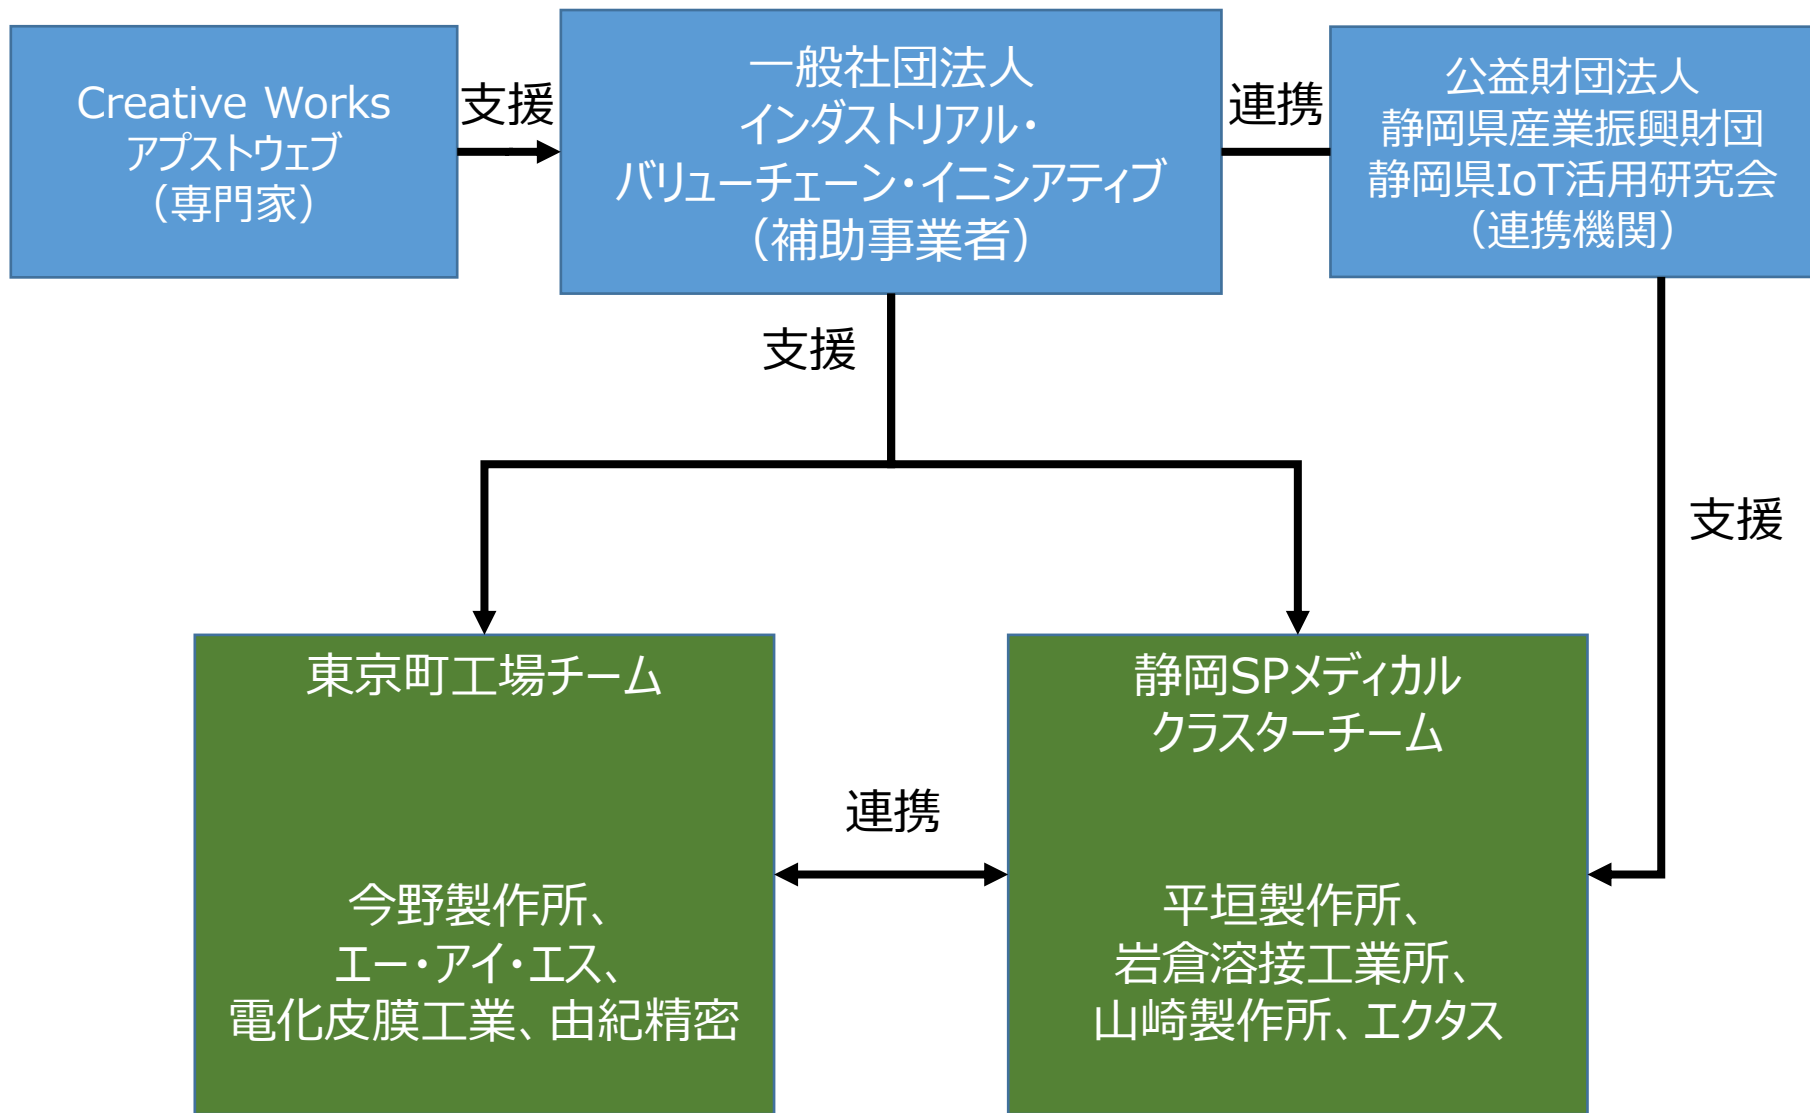 Creative Works
アプストウェブ
（専門家）
支援
一般社団法人
インダストリアル・
バリューチェーン・イニシアティブ
（補助事業者）
連携
公益財団法人
静岡県産業振興財団
静岡県IoT活用研究会
（連携機関）
支援
支援
東京町工場チーム
今野製作所、
エー・アイ・エス、
電化皮膜工業、由紀精密
連携
静岡SPメディカル
クラスターチーム
平垣製作所、
岩倉溶接工業所、
山崎製作所、エクタス